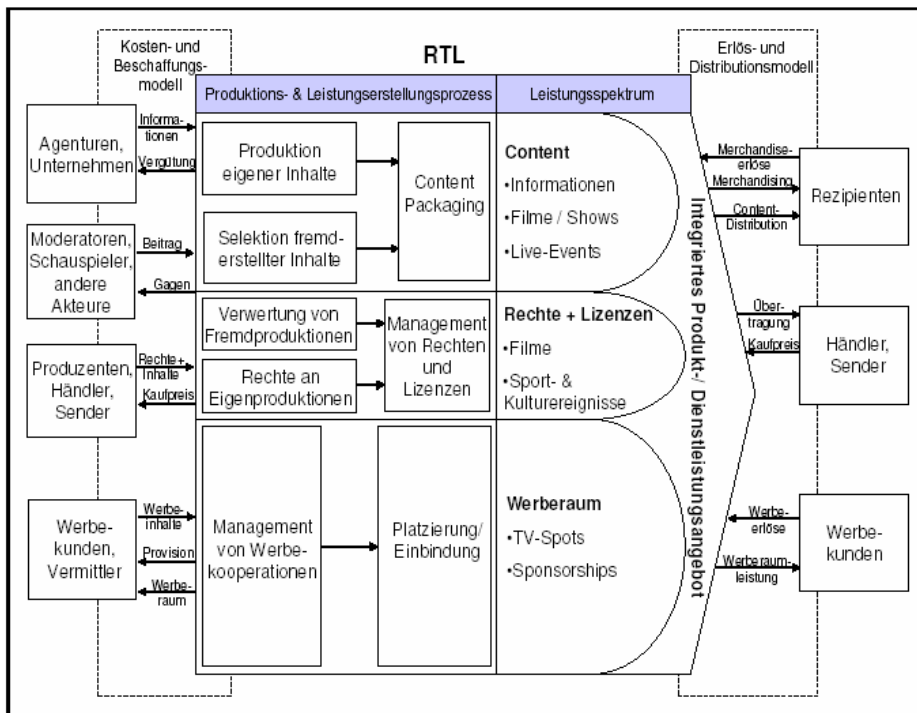 Kosten- und
Beschaffungs-
modell
RTL
Erlös- und
Distributionsmodell
Produktions- & Leistungserstellungsprozess
Leistungsspektrum
Agenturen,
Unternehmen
Informa-
tionen
Vergütung
Moderatoren,
Schauspieler,
andere
Akteure
Beitrag
Gagen
Produzenten,
Händler,
Sender
Rechte+
Inhalte
Kaufpreis
Werbe-
kunden,
Vermittler
Werbe-
inhalte
Provision
Werbe-
raum
Produktion
eigener Inhalte
Selektion fremd-
erstellter Inhalte
Content
Packaging
Verwertung von
Fremdproduktionen
Rechte an
Eigenproduktionen
Management
von Rechten
und
Lizenzen
Management
von Werbe-
kooperationen
Platzierung/
Einbindung
Content
•Informationen
•Filme / Shows
•Live-Events
Rechte + Lizenzen
•Filme
•Sport- &
Kulturereignisse
Werberaum
•TV-Spots
•Sponsorships
Integriertes Produkt-/ Dienstleistungsangebot
Merchandise-
erlöse
Merchandising
Content-
Distribution
Rezipienten
Über-
tragung
Kaufpreis
Händler,
Sender
Werbe-
erlöse
Werberaum-
leistung
Werbe-
kunden